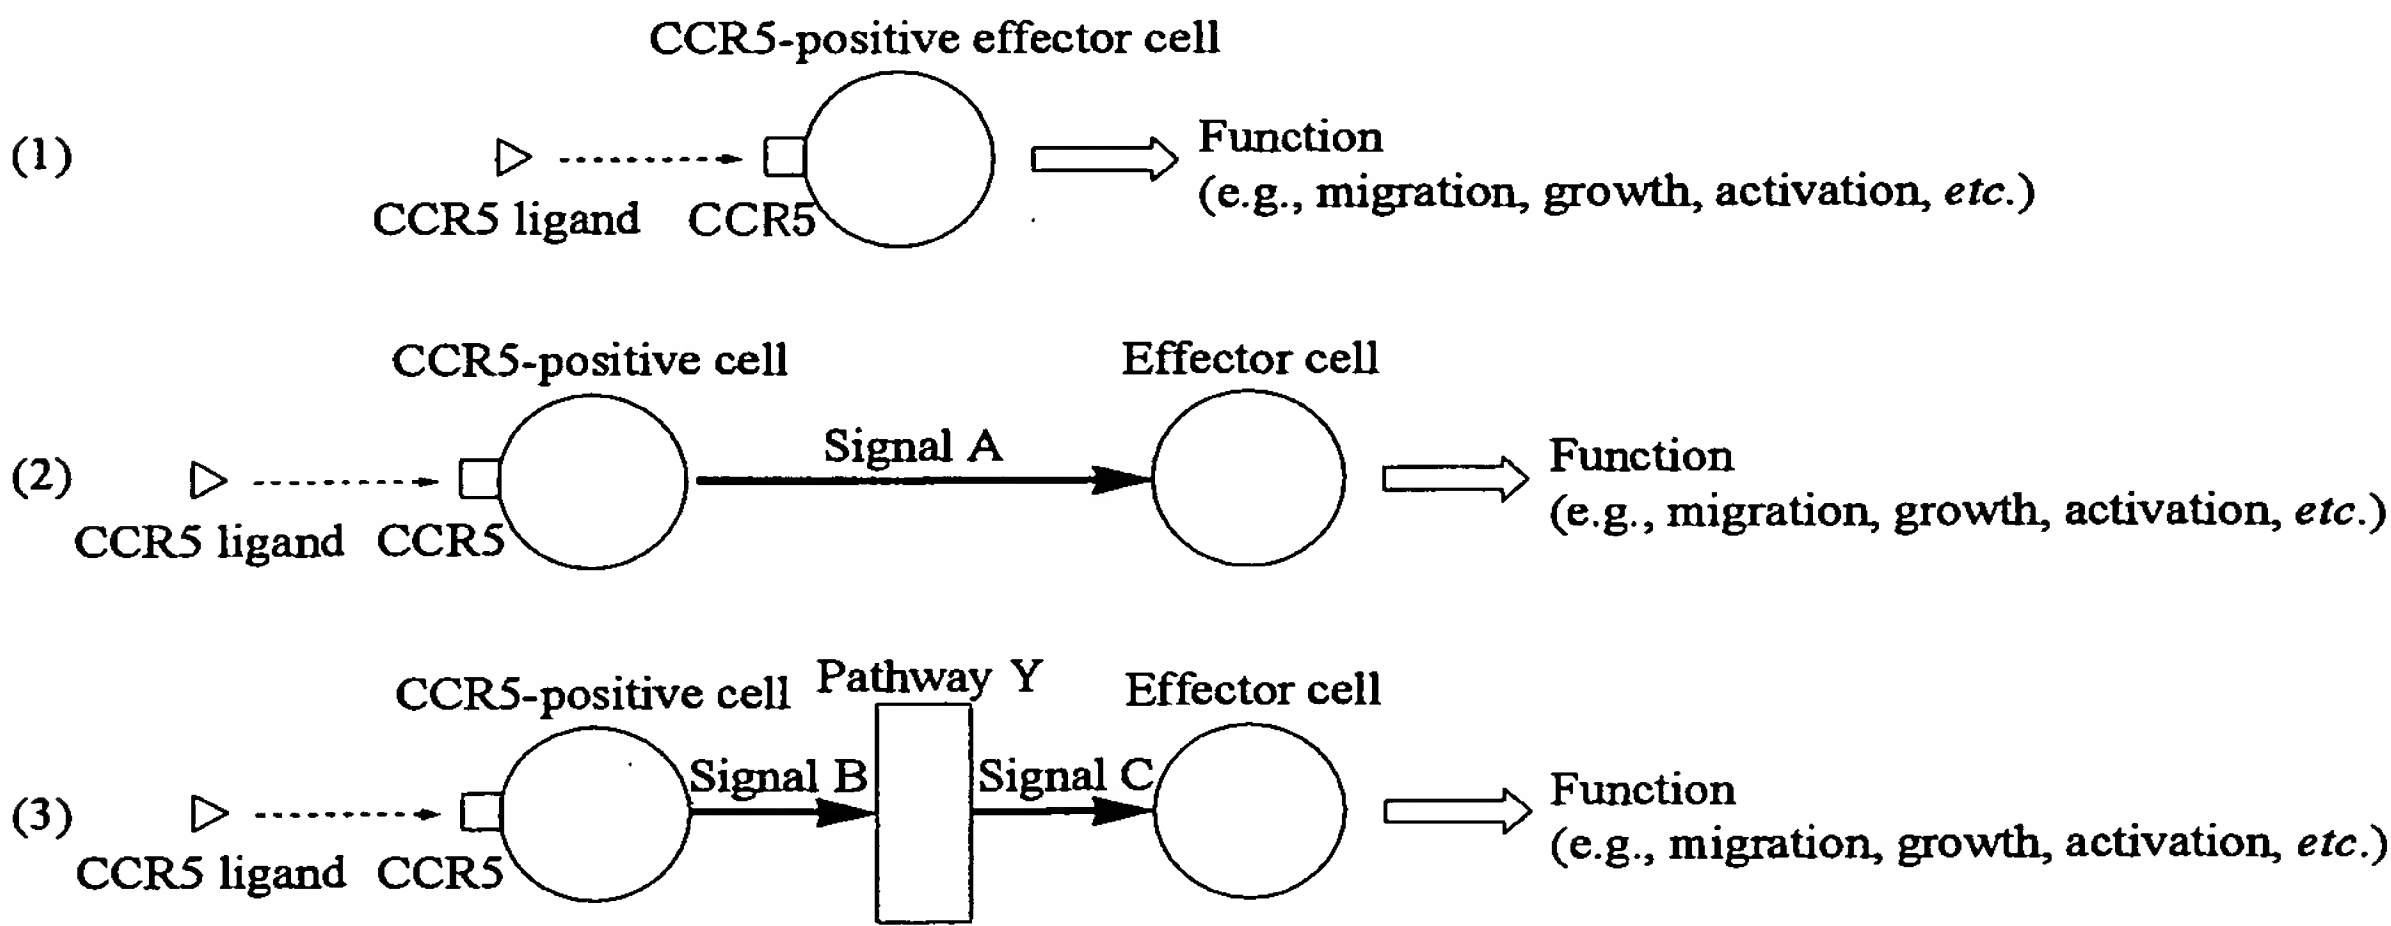 CCR5-positive effector cell
(1)
Function
(e.g., migration, growth, activation, etc.)
CCR5 ligand CCR5
CCR5-positive cell Effector cell
Signal A
(2)
Function
(e.g., migration, growth, activation, etc.)
CCR5 ligand CCR5
CCR5-positive cell Pathway Y Effector cell
Signal B Signal C
(3)
Function
(e.g., migration, growth, activation, etc.)
CCR5 ligand CCR5